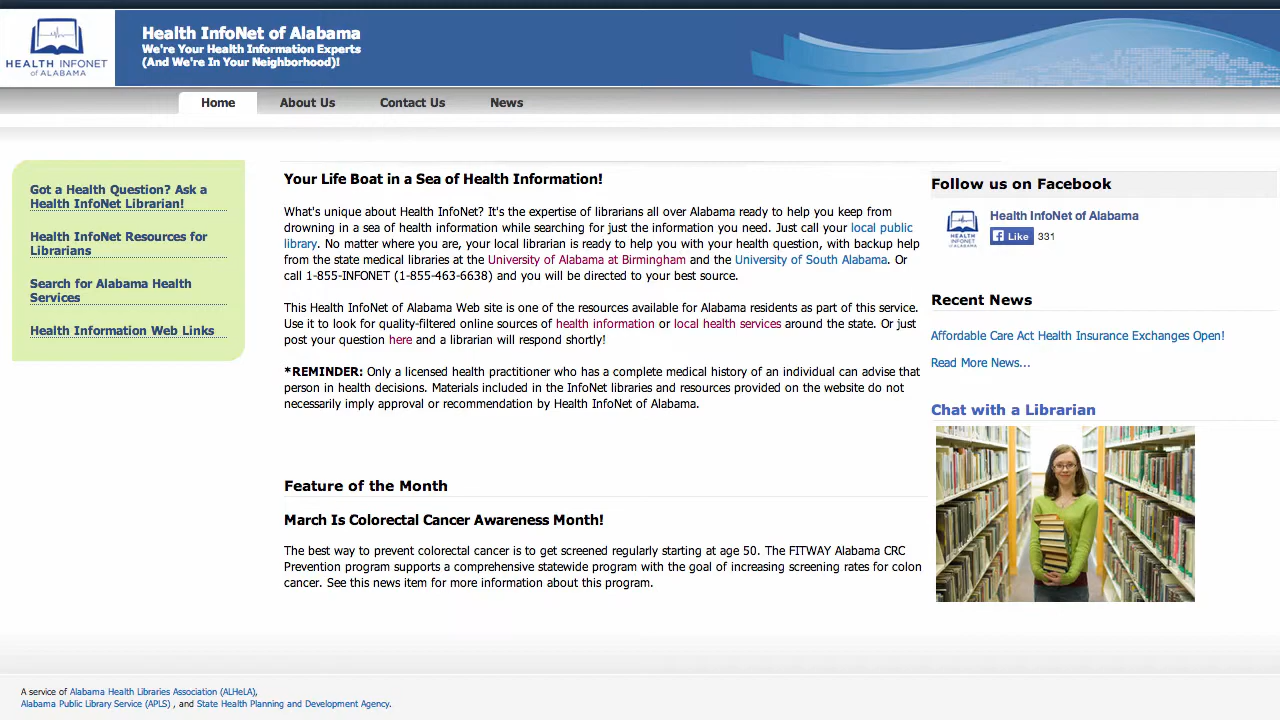 HEALTH INFONET
of ALABAMA
Health InfoNet of Alabama
We're Your Health Information Experts
(And We're In Your Neighborhood)!
Home About Us Contact Us News
Got a Health Question? Ask a
Health InfoNet Librarian!
Health InfoNet Resources for
Librarians
Search for Alabama Health
Services
Health Information Web Links
Your Life Boat in a Sea of Health Information!
What's unique about Health InfoNet? It's the expertise of librarians all over Alabama ready to help you keep from
drowning in a sea of health information while searching for just the information you need. Just call your local public
library. No matter where you are, your local librarian is ready to help you with your health question, with backup help
from the state medical libraries at the University of Alabama at Birmingham and the University of South Alabama. Or
call 1-855-INFONET (1-855-463-6638) and you will be directed to your best source.
This Health InfoNet of Alabama Web site is one of the resources available for Alabama residents as part of this service.
Use it to look for quality-filtered online sources of health information or local health services around the state. Or just
post your question here and a librarian will respond shortly!
*REMINDER: Only a licensed health practitioner who has a complete medical history of an individual can advise that
person in health decisions. Materials included in the InfoNet libraries and resources provided on the website do not
necessarily imply approval or recommendation by Health InfoNet of Alabama.
Feature of the Month
March Is Colorectal Cancer Awareness Month!
The best way to prevent colorectal cancer is to get screened regularly starting at age 50. The FITWAY Alabama CRC
Prevention program supports a comprehensive statewide program with the goal of increasing screening rates for colon
cancer. See this news item for more information about this program.
Follow us on Facebook
HEALTH
INFONET
of ALABAMA
Health InfoNet of Alabama
Like 331
Recent News
Affordable Care Act Health Insurance Exchanges Open!
Read More News...
Chat with a Librarian
A service of Alabama Health Libraries Association (ALHeLA),
Alabama Public Library Service (APLS) , and State Health Planning and Development Agency.